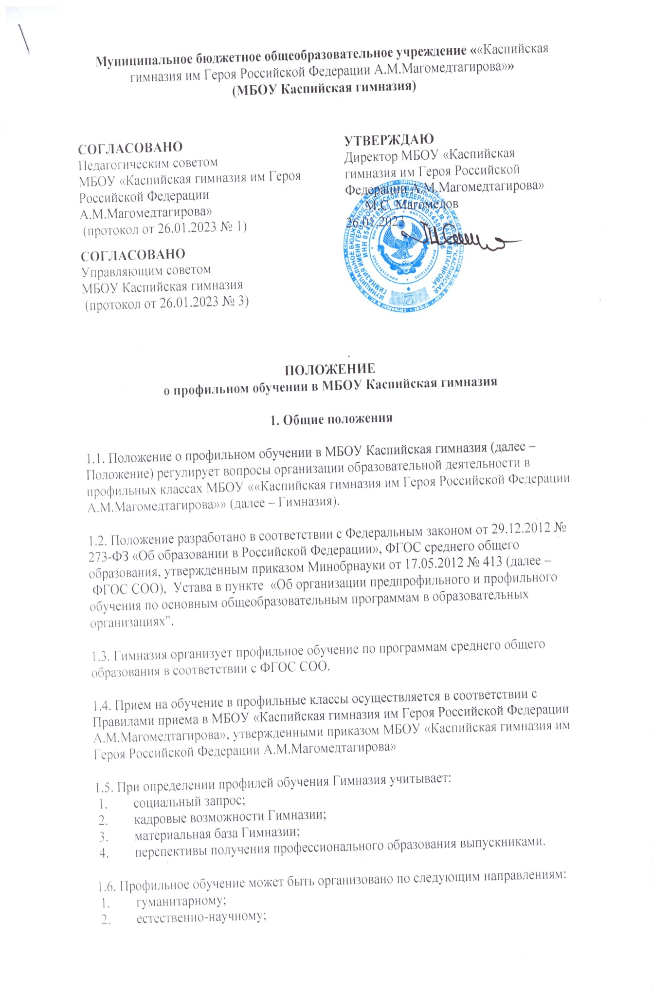 Муниципальное бюджетное общеобразовательное учреждение ««Каспийская
гимназия им Героя Российской Федерации А.М.Магомедтагирова»»
(МБОУ Каспийская гимназия)
СОГЛАСОВАНО
Педагогическим советом
МБОУ «Каспийская гимназия им Героя
Российской Федерации
А.М.Магомедтагирова»
(протокол от 26.01.2023 № 1)
СОГЛАСОВАНО
Управляющим советом
МБОУ Каспийская гимназия
(протокол от 26.01.2023 № 3)
УТВЕРЖДАЮ
Директор МБОУ «Каспийская
гимназия им Героя Российской
Федерации А.М.Магомедтагирова»
М.С. Магомедов
26.01.2023
ПОЛОЖЕНИЕ
о профильном обучении в МБОУ Каспийская гимназия
1. Общие положения
1.1. Положение о профильном обучении в МБОУ Каспийская гимназия (далее –
Положение) регулирует вопросы организации образовательной деятельности в
профильных классах МБОУ ««Каспийская гимназия им Героя Российской Федерации
А.М.Магомедтагирова»» (далее – Гимназия).
1.2. Положение разработано в соответствии с Федеральным законом от 29.12.2012 №
273-ФЗ «Об образовании в Российской Федерации», ФГОС среднего общего
образования, утвержденным приказом Минобрнауки от 17.05.2012 № 413 (далее –
ФГОС СОО),  Устава в пункте  «Об организации предпрофильного и профильного
обучения по основным общеобразовательным программам в образовательных
организациях".
1.3. Гимназия организует профильное обучение по программам среднего общего
образования в соответствии с ФГОС СОО.
1.4. Прием на обучение в профильные классы осуществляется в соответствии с
Правилами приема в МБОУ «Каспийская гимназия им Героя Российской Федерации
А.М.Магомедтагирова», утвержденными приказом МБОУ «Каспийская гимназия им
Героя Российской Федерации А.М.Магомедтагирова»
1.5. При определении профилей обучения Гимназия учитывает:
1. социальный запрос;
2. кадровые возможности Гимназии;
3. материальная база Гимназии;
4. перспективы получения профессионального образования выпускниками.
1.6. Профильное обучение может быть организовано по следующим направлениям:
1. гуманитарному;
2. естественно-научному;